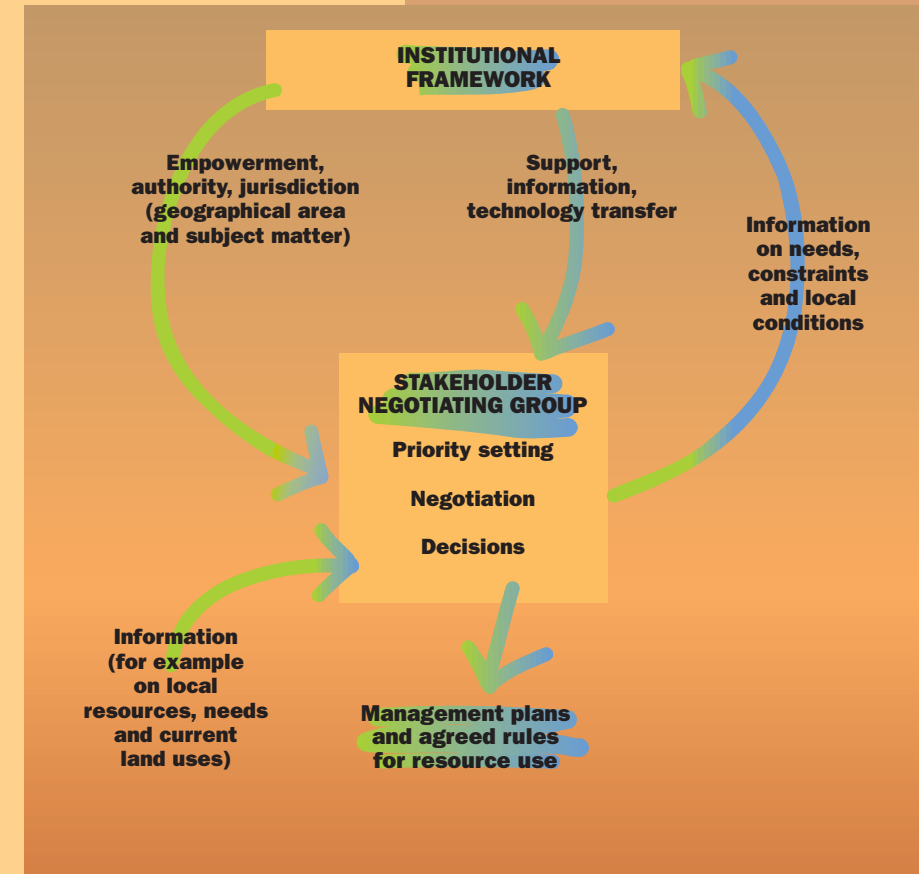 INSTITUTIONAL
FRAMEWORK
Empowerment,
authority, jurisdiction
(geographical area
and subject matter)
Support,
information,
technology transfer
Information
on needs,
constraints
and local
conditions
STAKEHOLDER
NEGOTIATING GROUP
Priority setting
Negotiation
Decisions
Information
(for example
on local
resources, needs
and current
land uses)
Management plans
and agreed rules
for resource use